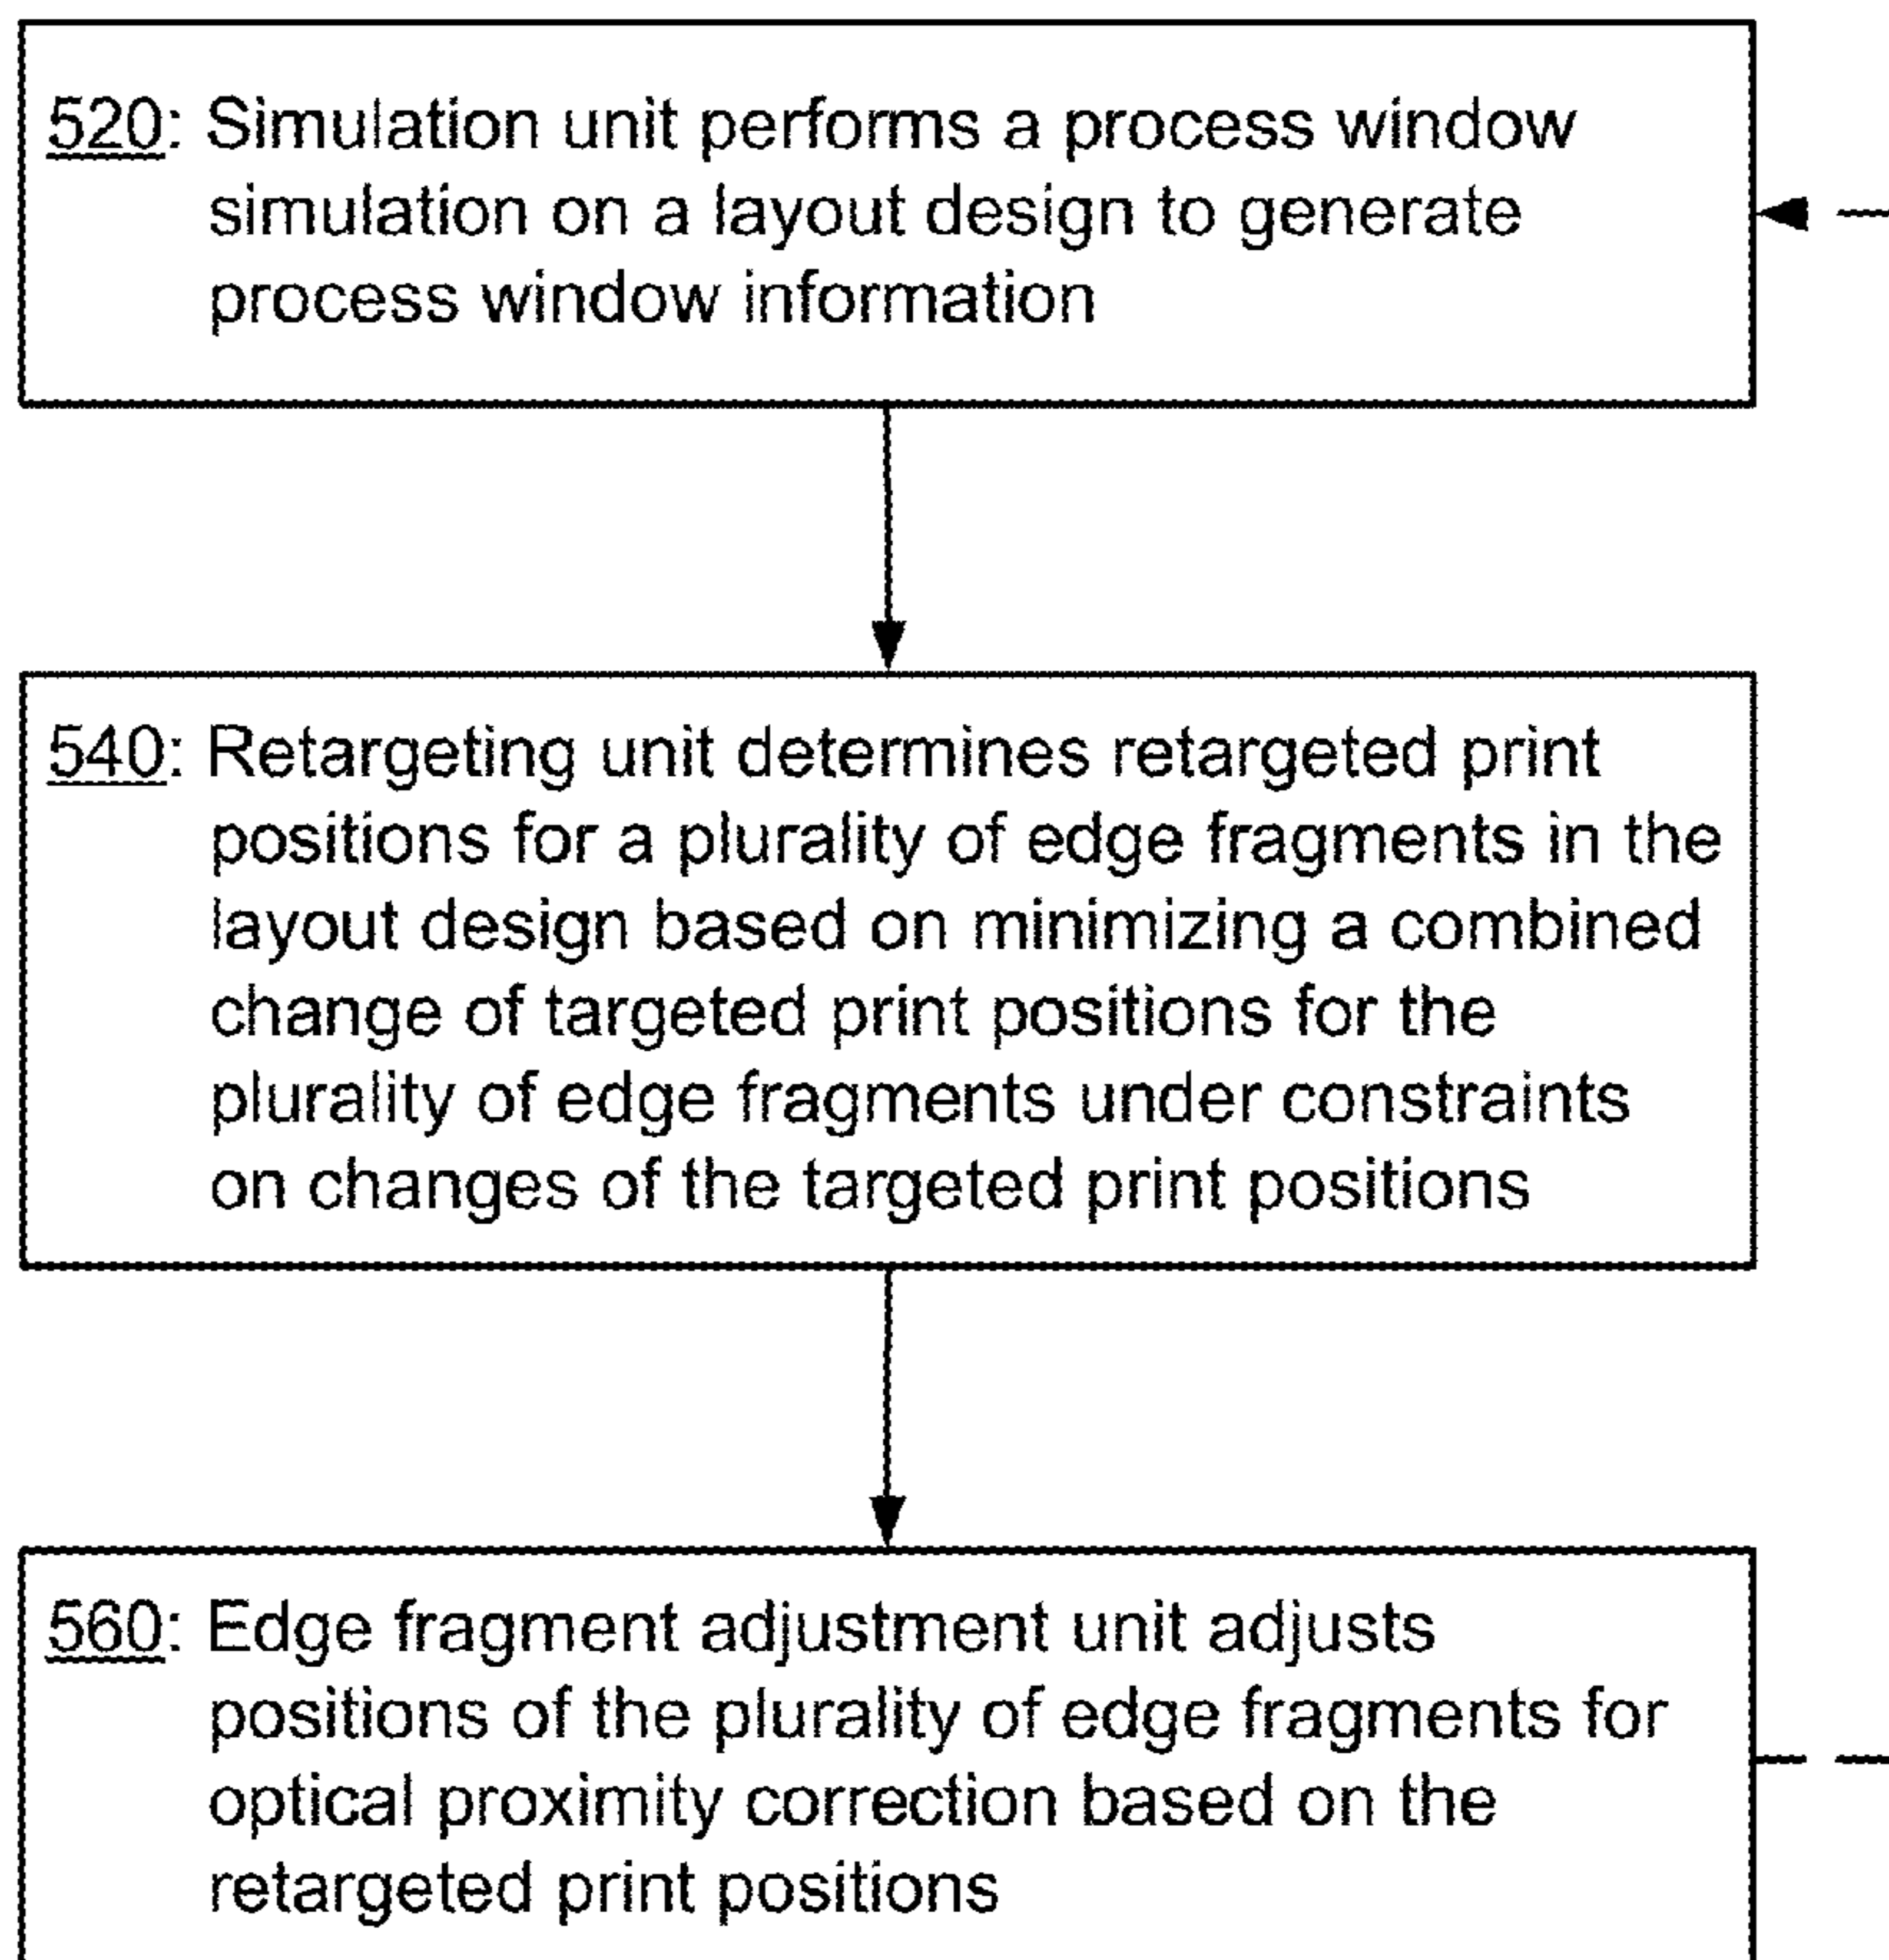 520: Simulation unit performs a process window
simulation on a layout design to generate
process window information
540: Retargeting unit determines retargeted print
positions for a plurality of edge fragments in the
layout design based on minimizing a combined
change of targeted print positions for the
plurality of edge fragments under constraints
on changes of the targeted print positions
560: Edge fragment adjustment unit adjusts
positions of the plurality of edge fragments for
optical proximity correction based on the
retargeted print positions